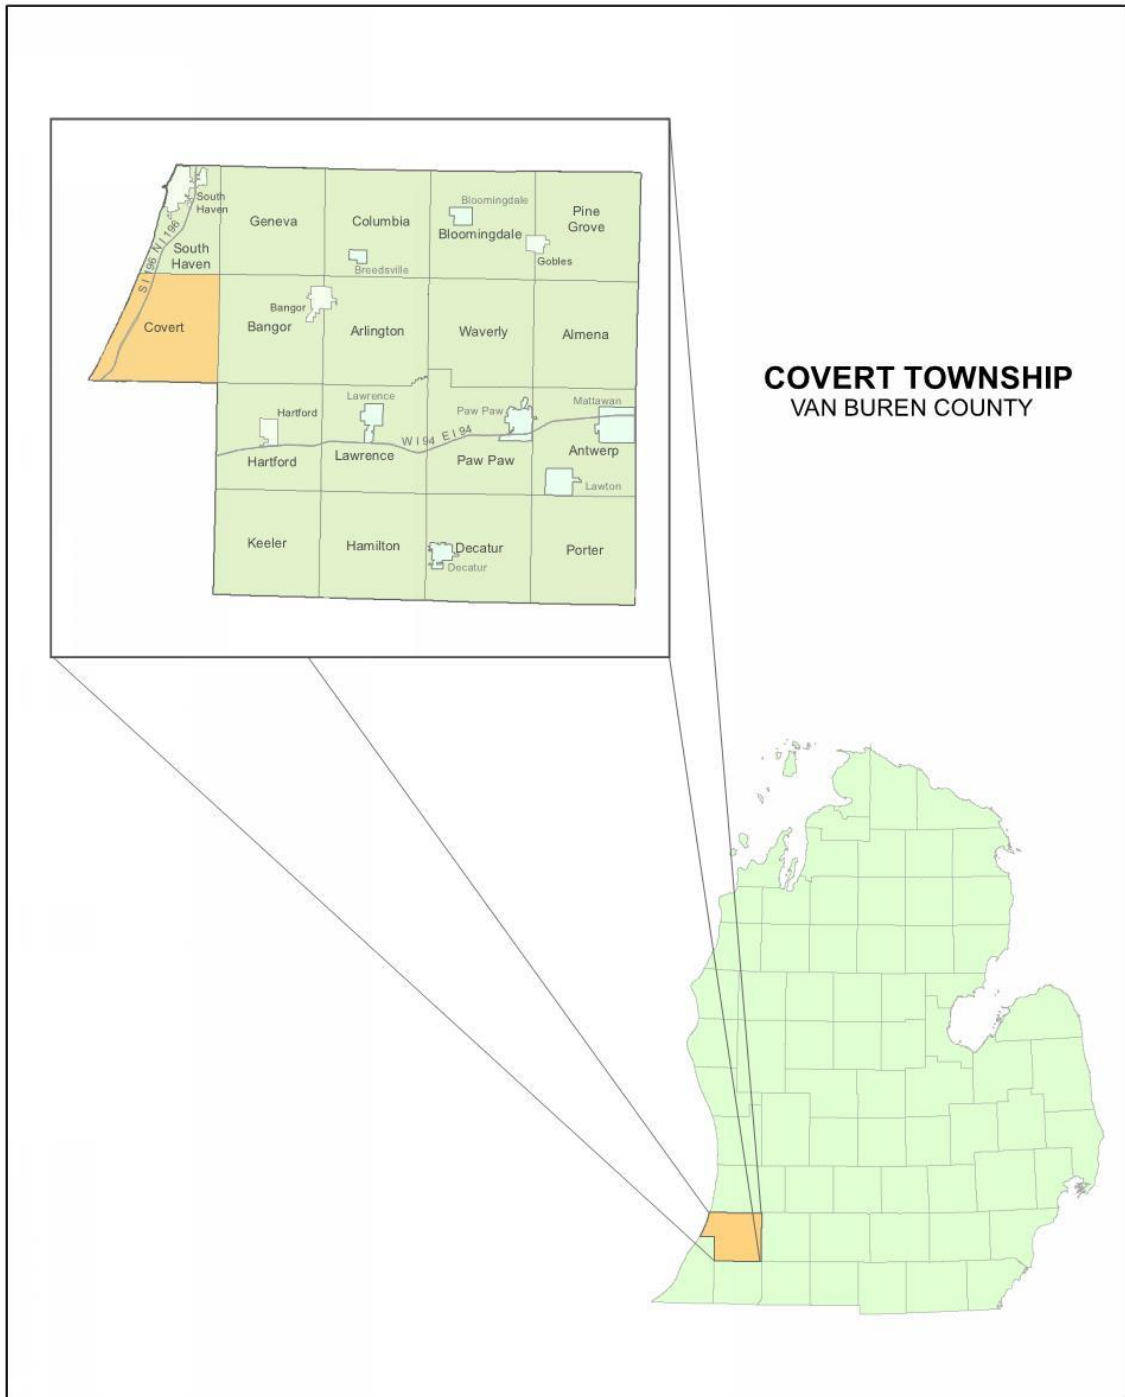 South
Haven
Geneva
Columbia
Bloomingdale
Bloomingdale
Pine
Grove
Gobles
S I 196 N I 196
South
Haven
Breedsville
Covert
Bangor
Bangor
Arlington
Waverly
Almena
COVERT TOWNSHIP
VAN BUREN COUNTY
Hartford
Lawrence
Paw Paw
Mattawan
W I 94 E I 94
Hartford
Lawrence
Paw Paw
Antwerp
Lawton
Keeler
Hamilton
Decatur
Decatur
Porter